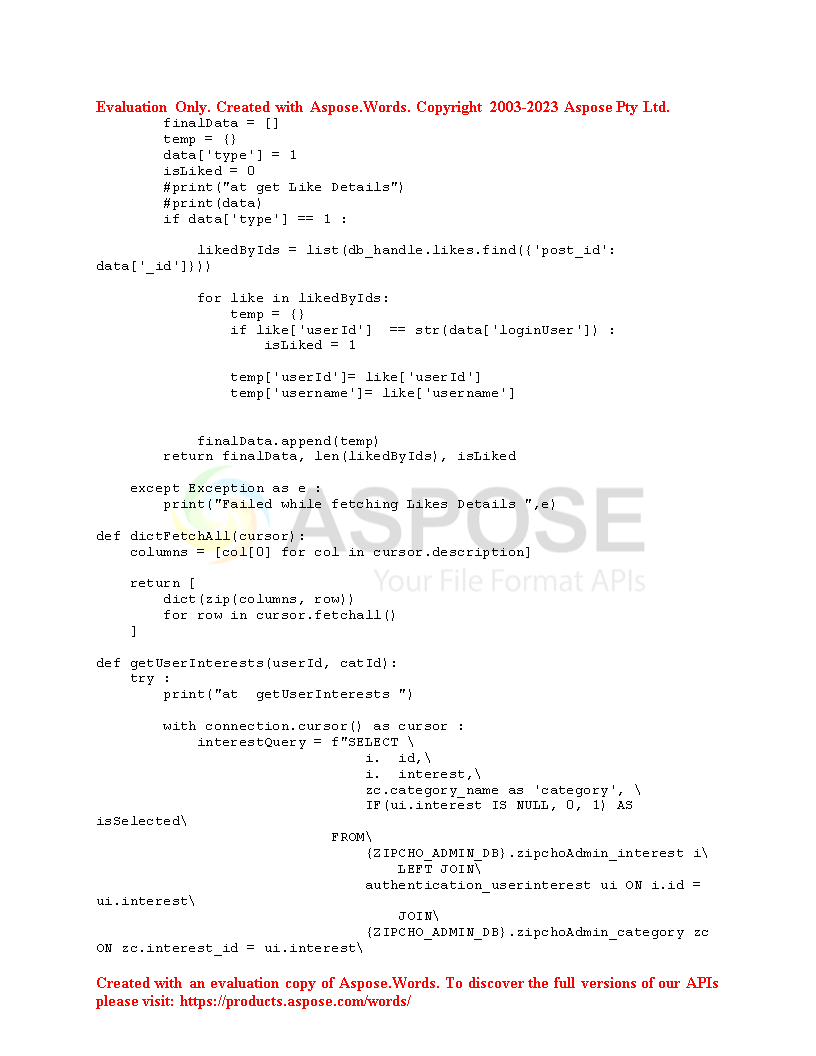 Evaluation Only. Created with Aspose.Words. Copyright 2003-2023 Aspose Pty Ltd.
        finalData = []
        temp = {}
        data['type'] = 1
        isLiked = 0
        #print("at get Like Details")
        #print(data)
        if data['type'] == 1 :
            likedByIds = list(db_handle.likes.find({'post_id':
data['_id']}))
            for like in likedByIds:
                temp = {}
                if like['userId']  == str(data['loginUser']) :
                    isLiked = 1
                temp['userId']= like['userId']
                temp['username']= like['username']
            finalData.append(temp)
        return finalData, len(likedByIds), isLiked
    except Exception as e :
        print("Failed while fetching Likes Details ",e)
ASPOSE
Your File Format APIs
def dictFetchAll(cursor):
    columns = [col[0] for col in cursor.description]
    return [
        dict(zip(columns, row))
        for row in cursor.fetchall()
    ]
def getUserInterests(userId, catId):
    try :
        print("at  getUserInterests ")
        with connection.cursor() as cursor :
            interestQuery = f"SELECT \
                                i.  id,\
                                i.  interest,\
                                zc.category_name as 'category', \
                                IF(ui.interest IS NULL, 0, 1) AS
isSelected\
                            FROM\
                                {ZIPCHO_ADMIN_DB}.zipchoAdmin_interest i\
                                    LEFT JOIN\
                                authentication_userinterest ui ON i.id =
ui.interest\
                                    JOIN\
                                {ZIPCHO_ADMIN_DB}.zipchoAdmin_category zc
ON zc.interest_id = ui.interest\
Created with an evaluation copy of Aspose.Words. To discover the full versions of our APIs
please visit: https://products.aspose.com/words/